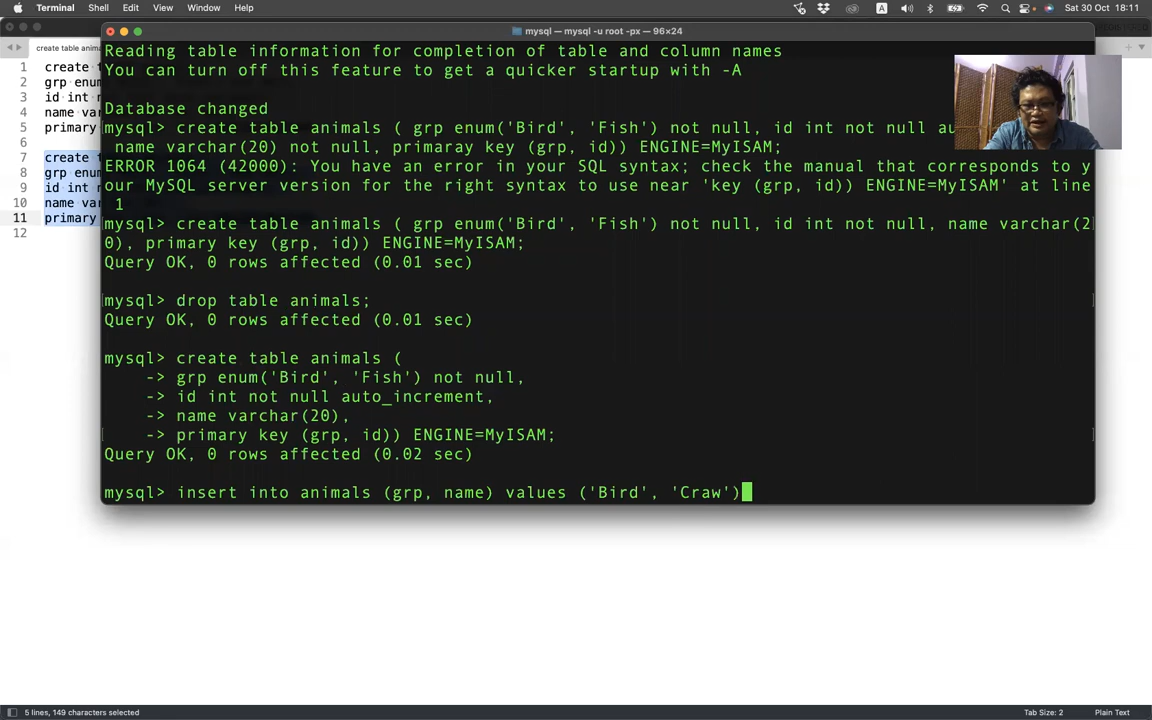 Terminal Shell Edit View Window Help A Sat 30 Oct 18:11
mysql — mysql -u root -px — 96×24
create table anima
1 create t
2 grp enum
3 id int n
4 name var
5 primary
6
7 create t
8 grp enum
9 id int n
10 name va
11 primary
12
Reading table information for completion of table and column names
You can turn off this feature to get a quicker startup with -A
Database changed
mysql> create table animals ( grp enum('Bird', 'Fish') not null, id int not null au
name varchar(20) not null, primaray key (grp, id)) ENGINE=MyISAM;
ERROR 1064 (42000): You have an error in your SQL syntax; check the manual that corresponds to y
our MySQL server version for the right syntax to use near 'key (grp, id)) ENGINE=MyISAM' at line
1
mysql> create table animals ( grp enum('Bird', 'Fish') not null, id int not null, name varchar(2
0), primary key (grp, id)) ENGINE=MyISAM;
Query OK, 0 rows affected (0.01 sec)
mysql> drop table animals;
Query OK, 0 rows affected (0.01 sec)
mysql> create table animals (
-> grp enum('Bird', 'Fish') not null,
-> id int not null auto_increment,
-> name varchar(20),
-> primary key (grp, id)) ENGINE=MyISAM;
Query OK, 0 rows affected (0.02 sec)
mysql> insert into animals (grp, name) values ('Bird', 'Craw')
5 lines, 149 characters selected Tab Size: 2 Plain Text